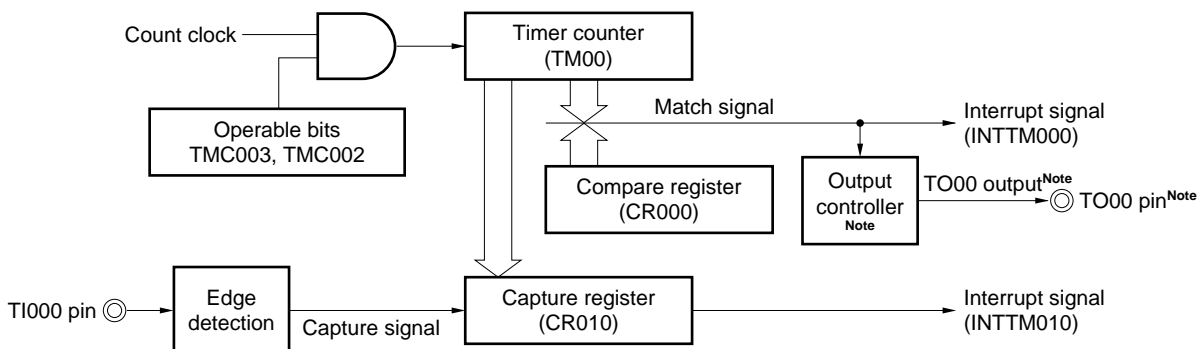 Count clock
Timer counter
(TM00)
Operable bits
TMC003, TMC002
Match signal
Interrupt signal
(INTTM000)
Compare register
(CR000)
Output
controller
Note
TO00 outputNote
TO00 pinNote
TI000 pin
Edge
detection
Capture signal
Capture register
(CR010)
Interrupt signal
(INTTM010)